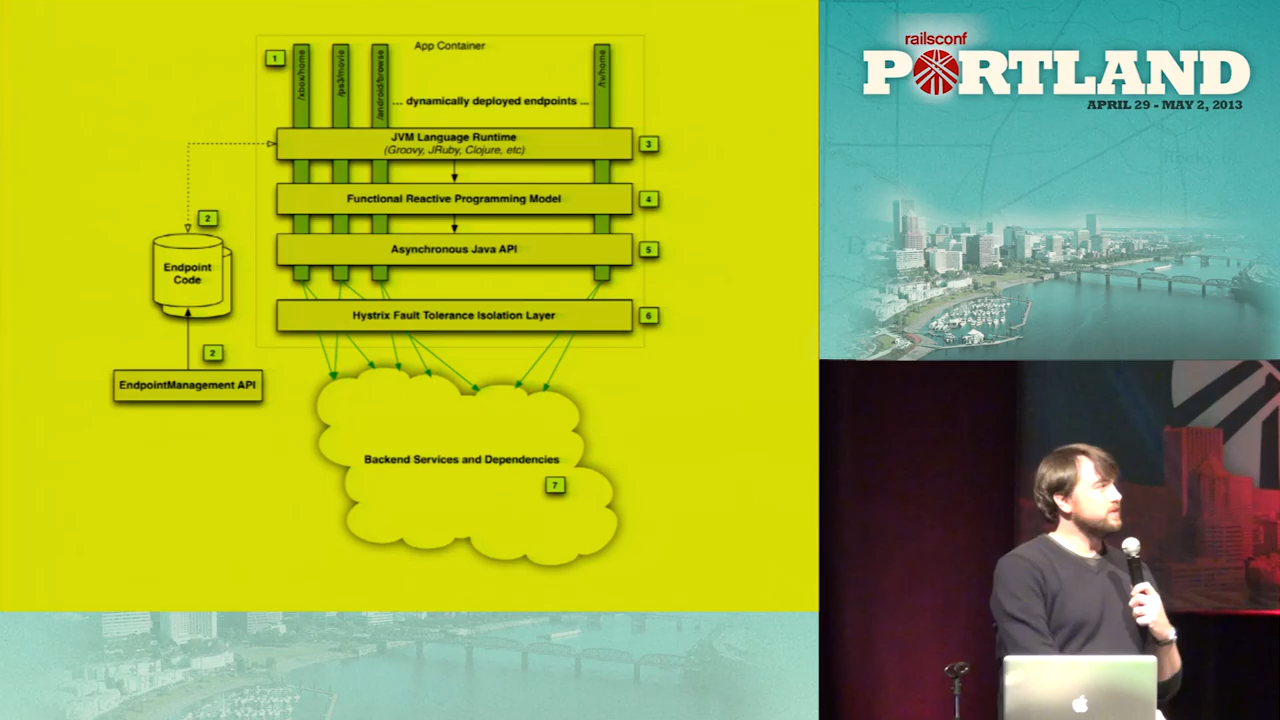 App Container
1
/xbox/home
/ps3/movie
/android/browse
/tv/home
... dynamically deployed endpoints ...
JVM Language Runtime
(Groovy, JRuby, Clojure, etc)
3
Functional Reactive Programming Model
4
2
Asynchronous Java API
5
Endpoint
Code
Hystrix Fault Tolerance Isolation Layer
6
2
EndpointManagement API
Backend Services and Dependencies
7
railsconf
PORTLAND
APRIL 29 - MAY 2, 2013